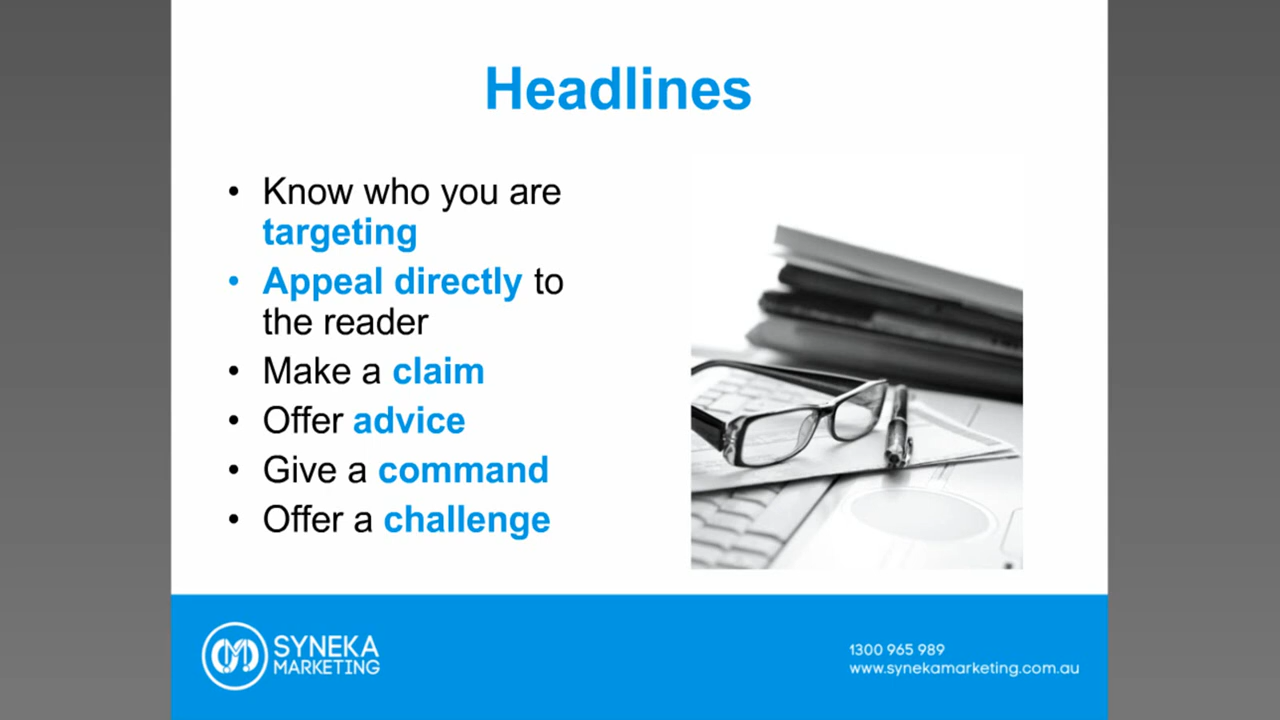 Headlines
• Know who you are
targeting
• Appeal directly to
the reader
• Make a claim
• Offer advice
• Give a command
• Offer a challenge
SYNEKA
MARKETING
1300 965 989
www.synekamarketing.com.au